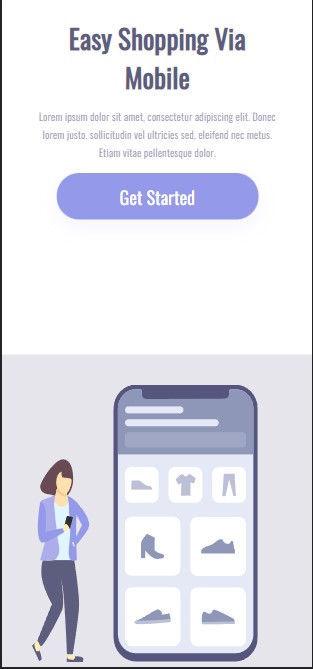 Easy Shopping Via
Mobile
Lorem ipsum dolor sit amet, consectetur adipiscing elit. Donec
lorem justo, sollicitudin vel ultricies sed, eleifend nec metus.
Etiam vitae pellentesque dolor.
Get Started